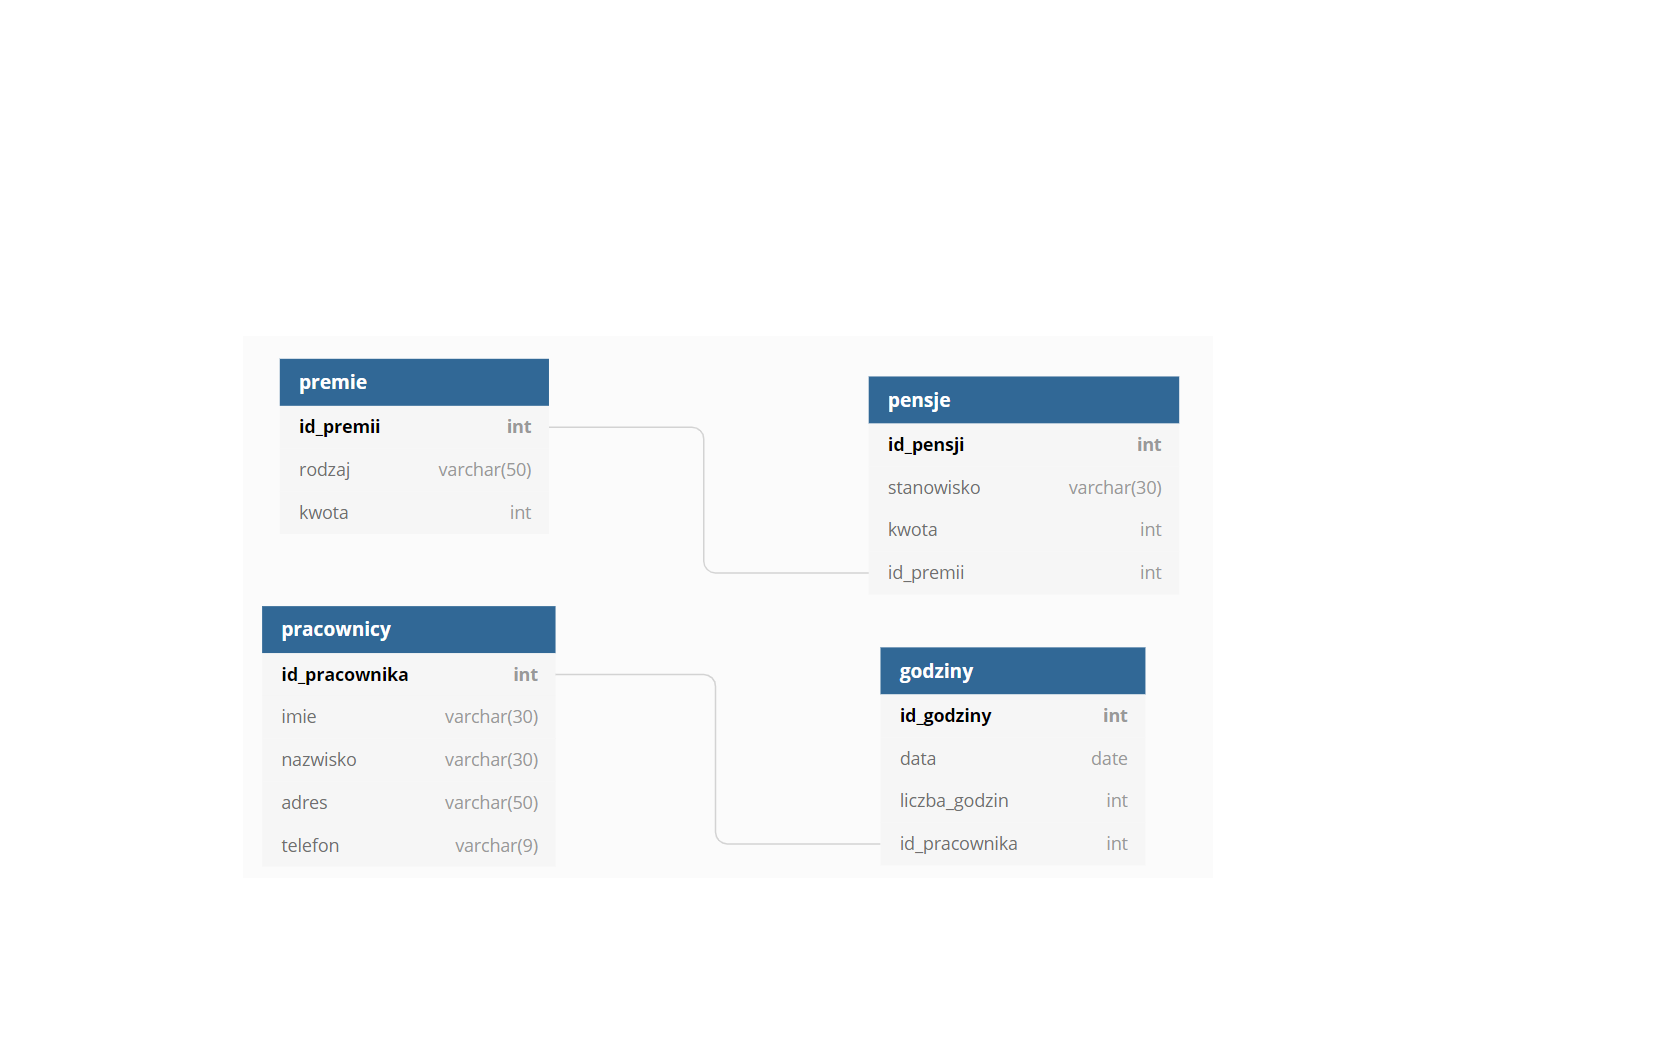 premie
id_premii int
rodzaj varchar(50)
kwota int
pensje
id_pensji int
stanowisko varchar(30)
kwota int
id_premii int
pracownicy
id_pracownika int
imie varchar(30)
nazwisko varchar(30)
adres varchar(50)
telefon varchar(9)
godziny
id_godziny int
data date
liczba_godzin int
id_pracownika int